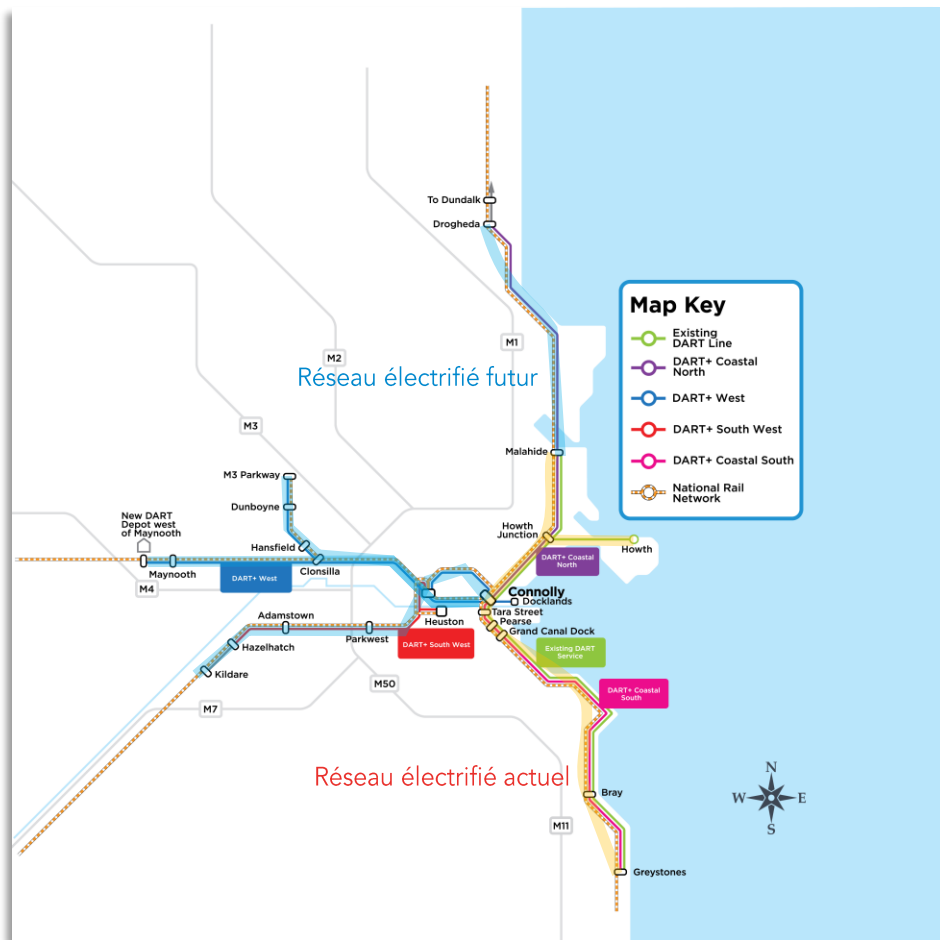 To Dundalk
Drogheda
Map Key
Existing
DART Line
DART+ Coastal
North
DART+ West
DART+ South West
DART+ Coastal South
National Rail
Network
M1
M2
Réseau électrifié futur
M3
Malahide
M3 Parkway
Dunboyne
New DART
Depot west
of Maynooth
Howth
Junction
Howth
Hansfield
DART+ Coastal
North
Clonsilla
Maynooth
DART+ West
M4
Connolly
Docklands
Tara Street
Pearse
Grand Canal Dock
Heuston
Adamstown
Parkwest
DART+ South West
Existing DART
Service
Hazelhatch
Kildare
M50
DART+ Coastal
South
M7
Réseau électrifié actuel
Bray
M11
N
W
E
S
Greystones